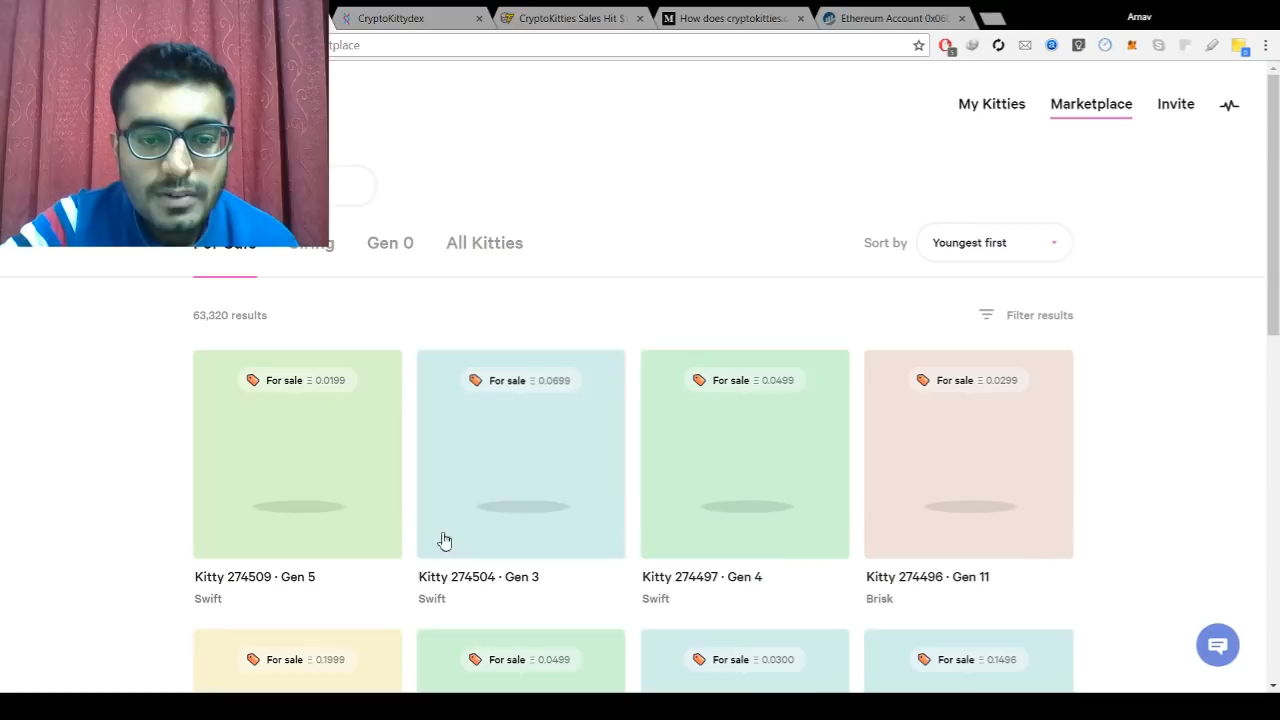 CryptoKittydex
CryptoKitties Sales Hit $
How does cryptokitties.c
Ethereum Account 0x06
Arnav
tplace
My Kitties
Marketplace
Invite
For Sale
Siring
Gen 0
All Kitties
Sort by
Youngest first
63,320 results
Filter results
For sale Ξ 0.0199
For sale Ξ 0.0699
For sale Ξ 0.0499
For sale Ξ 0.0299
Kitty 274509 · Gen 5
Kitty 274504 · Gen 3
Kitty 274497 · Gen 4
Kitty 274496 · Gen 11
Swift
Swift
Swift
Brisk
For sale Ξ 0.1999
For sale Ξ 0.0499
For sale Ξ 0.0300
For sale Ξ 0.1496